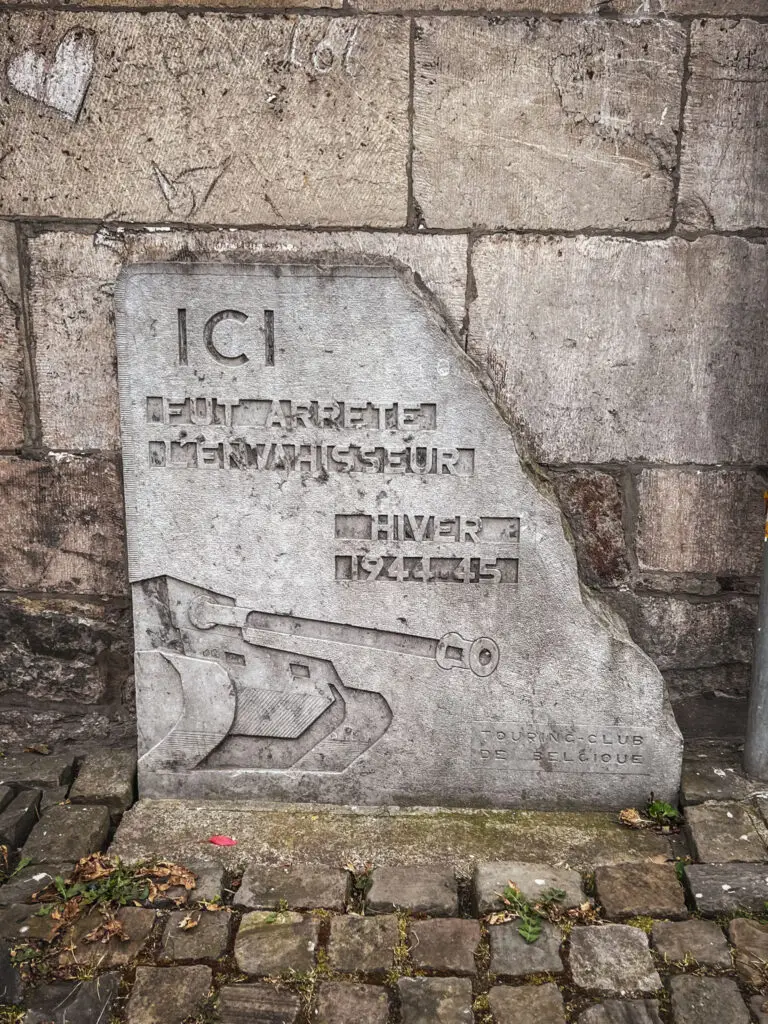 ICI
FUT ARRETE
L'ENVAHISSEUR
HIVER
1944.45
TOURING-CLUB
DE BELGIQUE